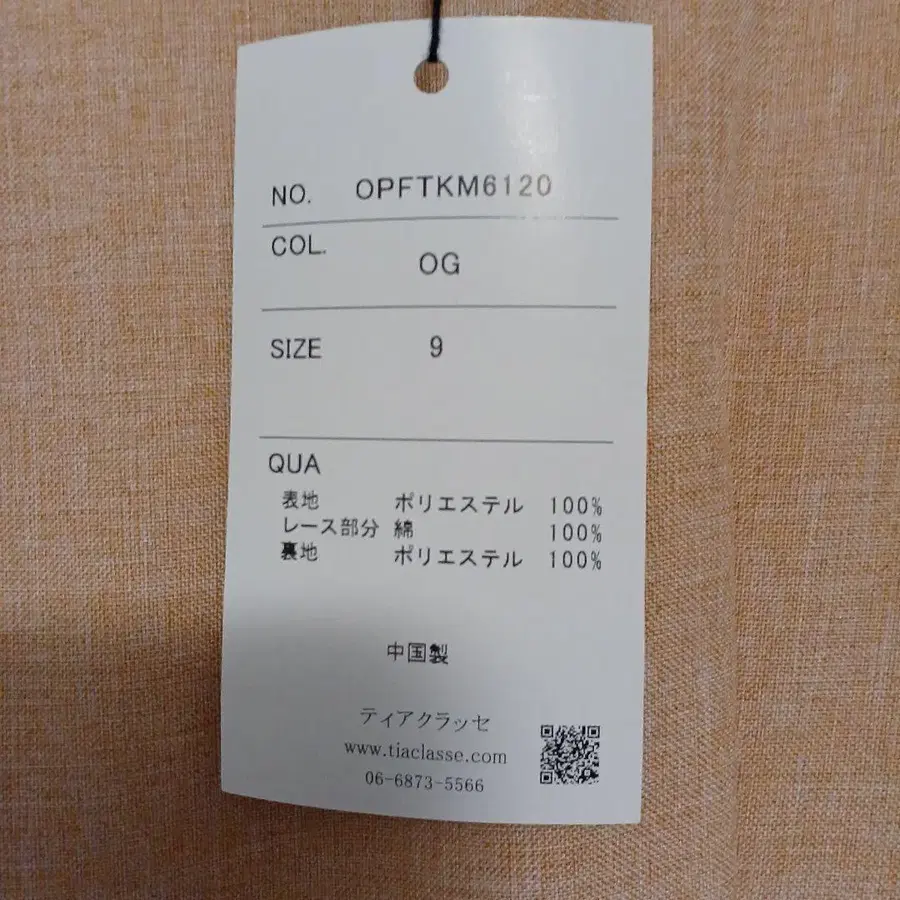 NO. OPFTKM6120
COL. OG
SIZE 9
QUA
表地 ポリエステル 100%
レース部分 綿 100%
裏地 ポリエステル 100%
中国製
ティアクラッセ
www.tiaclasse.com
06-6873-5566